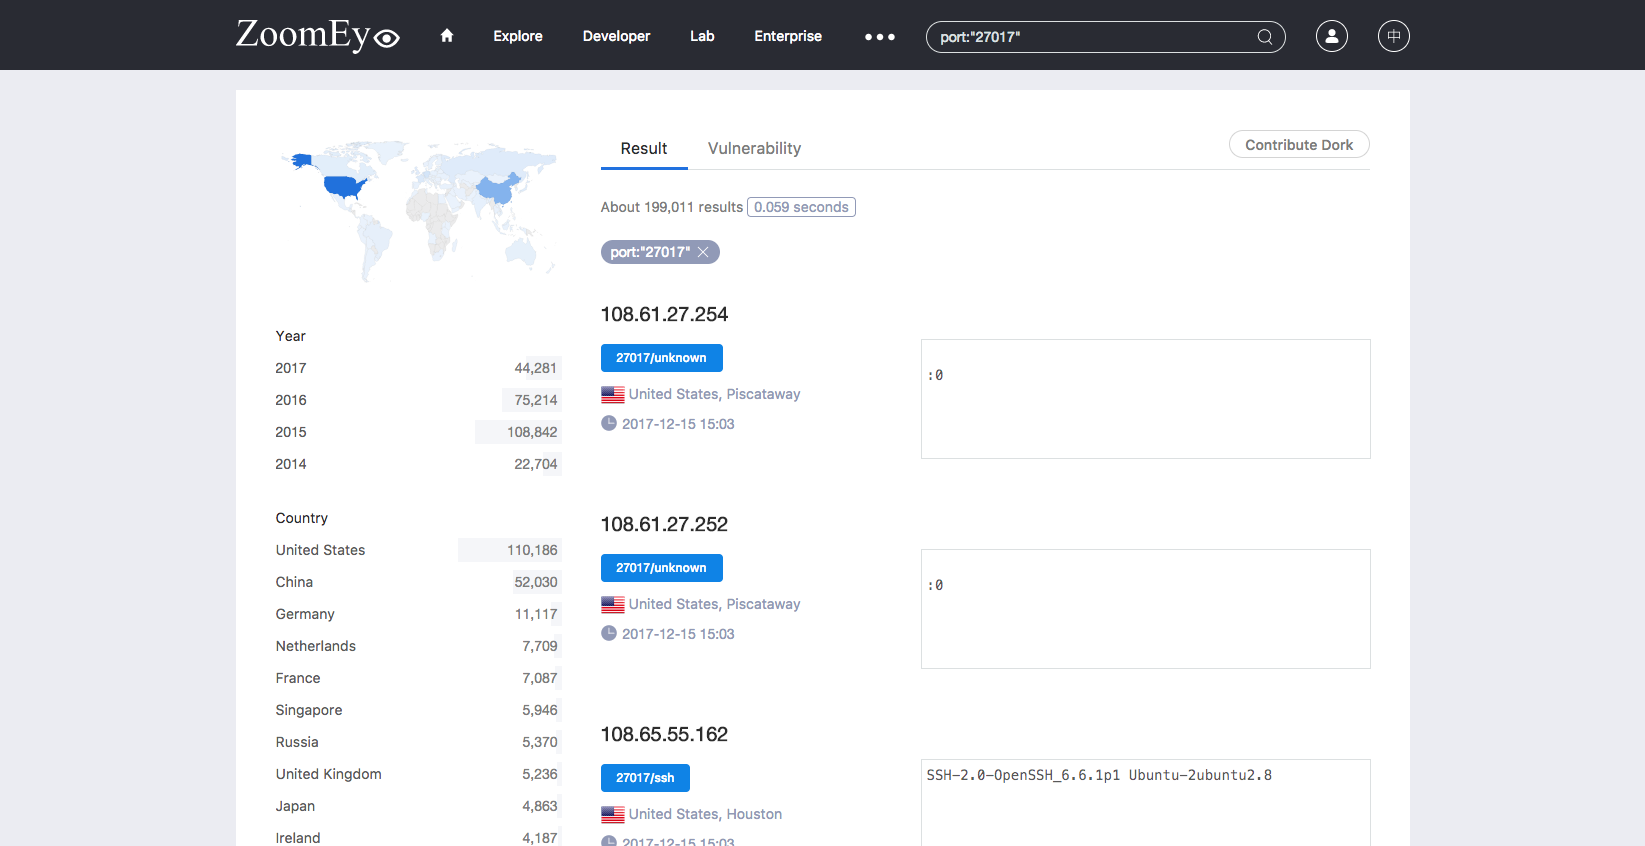 ZoomEye
Explore
Developer
Lab
Enterprise
port:"27017"
中
Result
Vulnerability
Contribute Dork
About 199,011 results 0.059 seconds
port:"27017"
Year
2017 44,281
2016 75,214
2015 108,842
2014 22,704
Country
United States 110,186
China 52,030
Germany 11,117
Netherlands 7,709
France 7,087
Singapore 5,946
Russia 5,370
United Kingdom 5,236
Japan 4,863
Ireland 4,187
108.61.27.254
27017/unknown
United States, Piscataway
2017-12-15 15:03
:0
108.61.27.252
27017/unknown
United States, Piscataway
2017-12-15 15:03
:0
108.65.55.162
27017/ssh
United States, Houston
2017-12-15 15:03
SSH-2.0-OpenSSH_6.6.1p1 Ubuntu-2ubuntu2.8